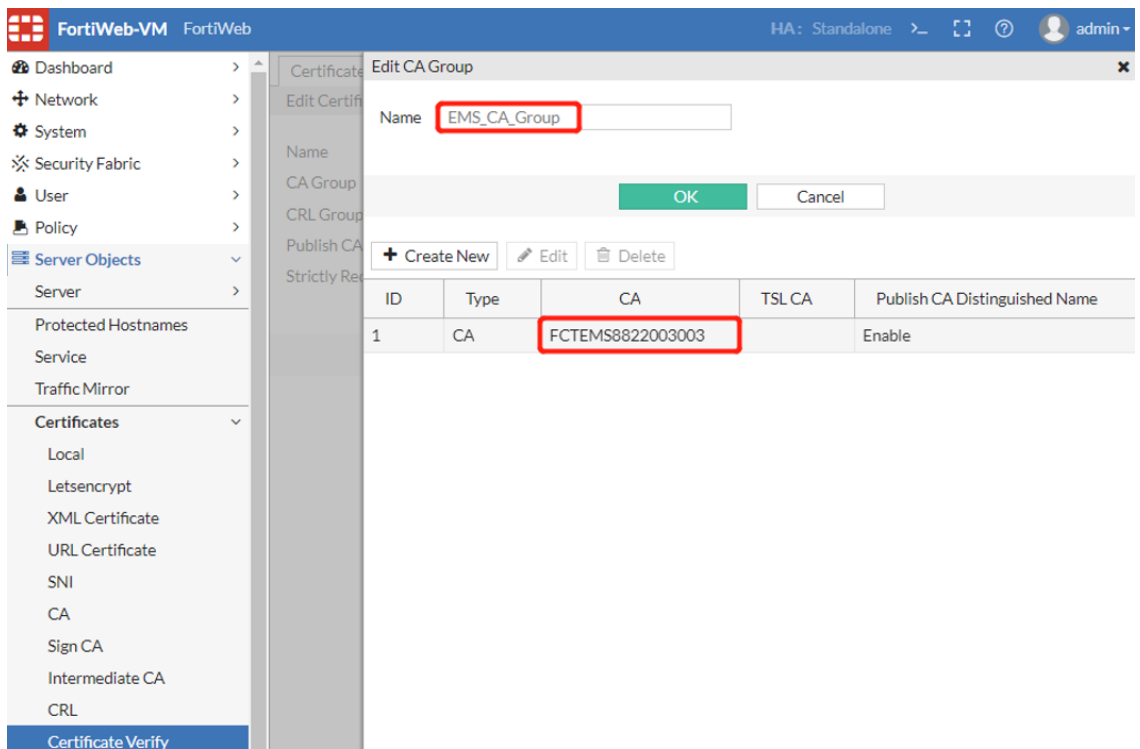 FortiWeb-VM FortiWeb HA: Standalone >_ admin
Dashboard
Network
System
Security Fabric
User
Policy
Server Objects
Server
Protected Hostnames
Service
Traffic Mirror
Certificates
Local
Letsencrypt
XML Certificate
URL Certificate
SNI
CA
Sign CA
Intermediate CA
CRL
Certificate Verify
Certificate
Edit Certifi
Name
CA Group
CRL Group
Publish CA
Strictly Req
Edit CA Group
Name EMS_CA_Group
OK Cancel
Create New Edit Delete
ID Type CA TSL CA Publish CA Distinguished Name
1 CA FCTEMS8822003003 Enable